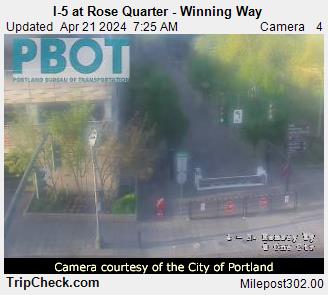 I-5 at Rose Quarter - Winning Way
Updated Apr 21 2024 7:25 AM Camera 4
PBOT
PORTLAND BUREAU OF TRANSPORTATION
Camera courtesy of the City of Portland
TripCheck.com Milepost302.00